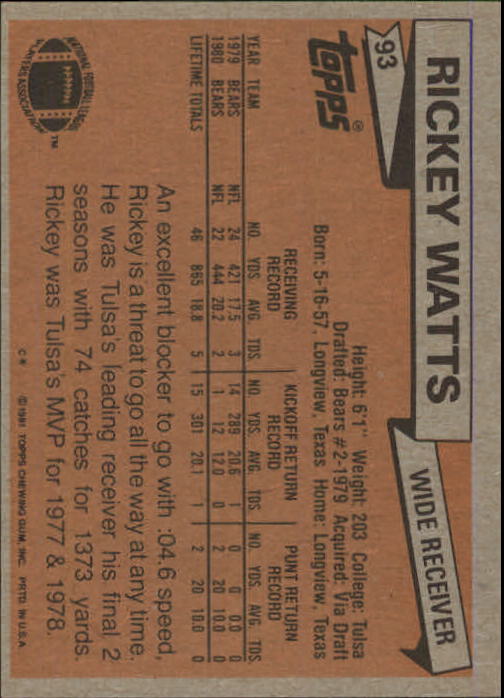 RICKEY WATTS
WIDE RECEIVER
93
topps®
Height: 6'1" Weight: 203 College: Tulsa
Drafted: Bears #2-1979 Acquired: Via Draft
Born: 5-16-57, Longview, Texas Home: Longview, Texas
RECEIVING RECORD KICKOFF RETURN RECORD PUNT RETURN RECORD
YEAR TEAM NO. YDS. AVG. TDS. NO. YDS. AVG. TDS. NO. YDS. AVG. TDS.
1979 BEARS NFL 24 421 17.5 3 14 289 20.6 1 0 0 0.0 0
1980 BEARS NFL 22 444 20.2 2 1 12 12.0 0 2 20 10.0 0
LIFETIME TOTALS 46 865 18.8 5 15 301 20.1 1 2 20 10.0 0
An excellent blocker to go with :04.6 speed,
Rickey is a threat to go all the way at any time.
He was Tulsa's leading receiver his final 2
seasons with 74 catches for 1373 yards.
Rickey was Tulsa's MVP for 1977 & 1978.
NATIONAL FOOTBALL LEAGUE
PLAYERS ASSOCIATION
TM
C* ©1981 TOPPS CHEWING GUM, INC. PRTD. IN U.S.A.